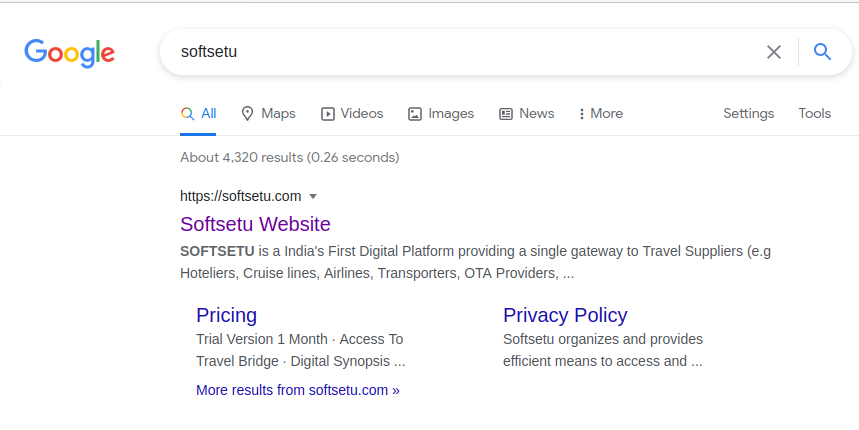 Google
softsetu
All Maps Videos Images News More Settings Tools
About 4,320 results (0.26 seconds)
https://softsetu.com
Softsetu Website
SOFTSETU is a India's First Digital Platform providing a single gateway to Travel Suppliers (e.g
Hoteliers, Cruise lines, Airlines, Transporters, OTA Providers, ...
Pricing
Trial Version 1 Month · Access To
Travel Bridge · Digital Synopsis ...
Privacy Policy
Softsetu organizes and provides
efficient means to access and ...
More results from softsetu.com »